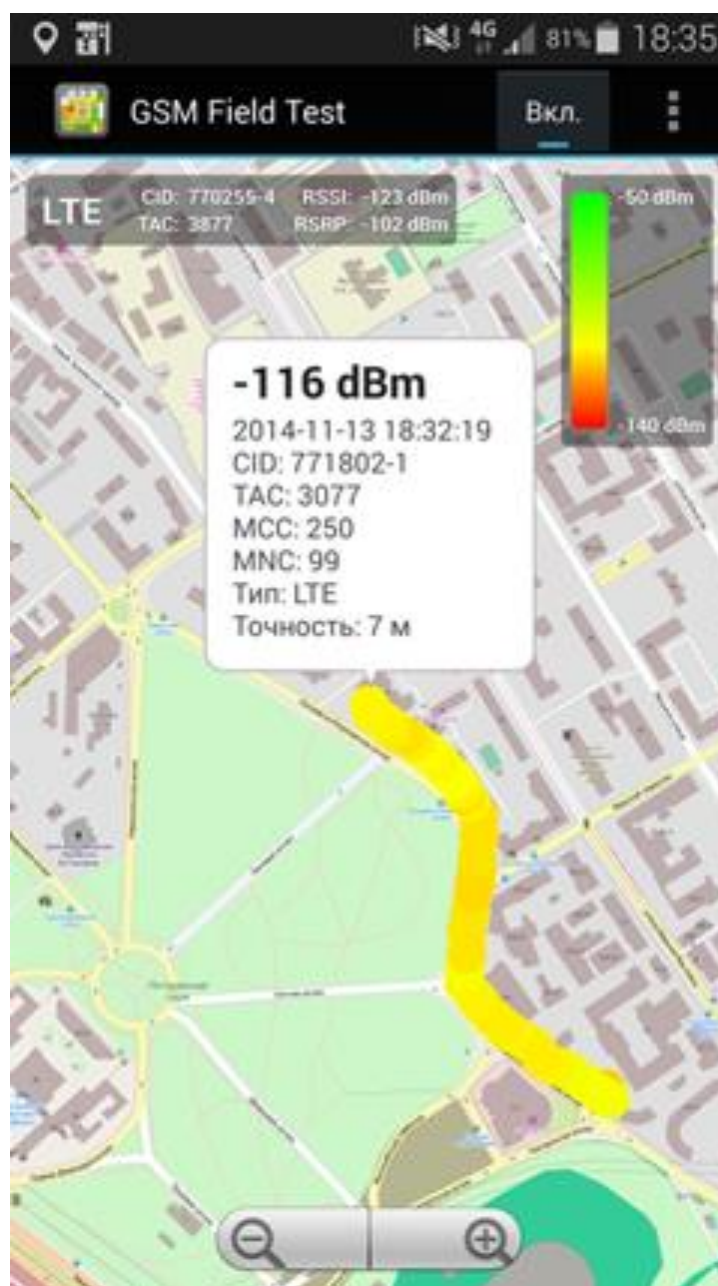 4G
81%
18:35
GSM Field Test
Вкл.
LTE
CID: 770255-4
RSSI: -123 dBm
TAC: 3877
RSRP: -102 dBm
-50 dBm
-140 dBm
-116 dBm
2014-11-13 18:32:19
CID: 771802-1
TAC: 3077
MCC: 250
MNC: 99
Тип: LTE
Точность: 7 м